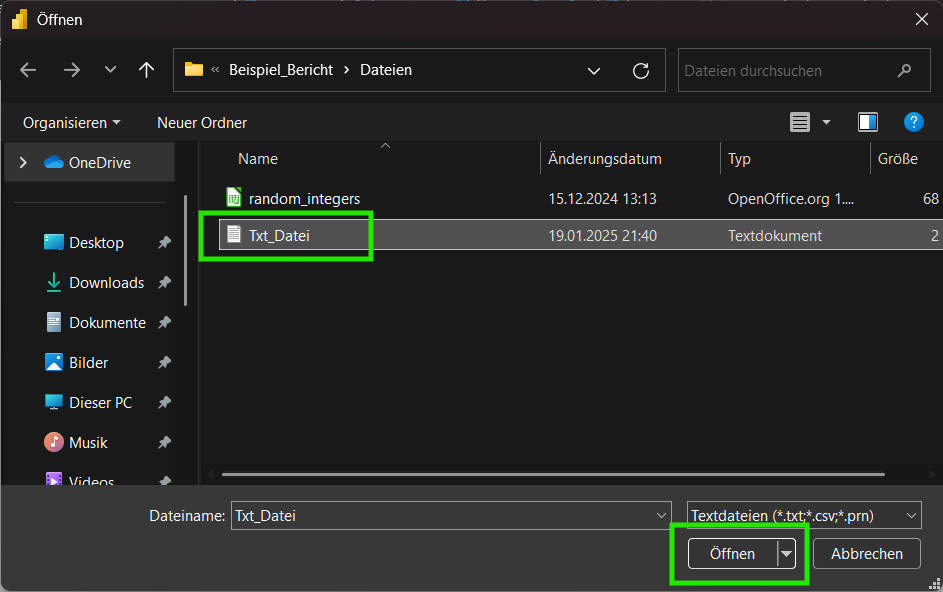 Öffnen
« Beispiel_Bericht > Dateien
Dateien durchsuchen
Organisieren
Neuer Ordner
?
OneDrive
Name Änderungsdatum Typ Größe
random_integers 15.12.2024 13:13 OpenOffice.org 1.... 68
Txt_Datei 19.01.2025 21:40 Textdokument 2
Desktop
Downloads
Dokumente
Bilder
Dieser PC
Musik
Videos
Dateiname: Txt_Datei
Textdateien (*.txt;*.csv;*.prn)
Öffnen
Abbrechen